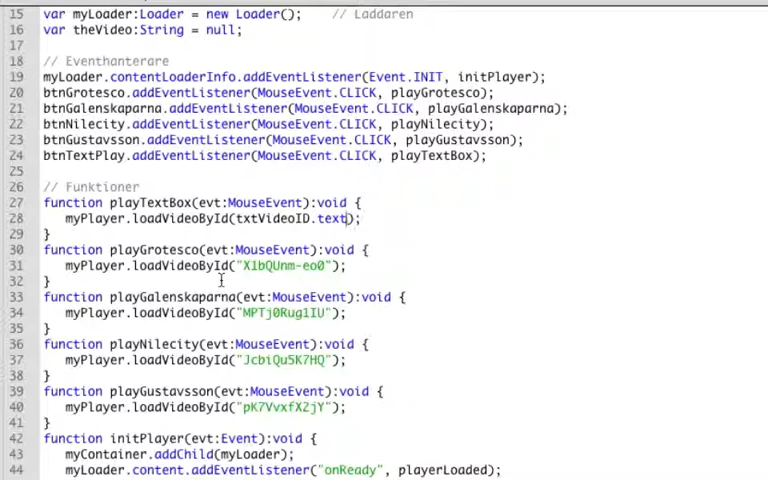 15 var myLoader:Loader = new Loader();    // Laddaren
16 var theVideo:String = null;
17
18 // Eventhanterare
19 myLoader.contentLoaderInfo.addEventListener(Event.INIT, initPlayer);
20 btnGrotesco.addEventListener(MouseEvent.CLICK, playGrotesco);
21 btnGalenskaparna.addEventListener(MouseEvent.CLICK, playGalenskaparna);
22 btnNilecity.addEventListener(MouseEvent.CLICK, playNilecity);
23 btnGustavsson.addEventListener(MouseEvent.CLICK, playGustavsson);
24 btnTextPlay.addEventListener(MouseEvent.CLICK, playTextBox);
25
26 // Funktioner
27 function playTextBox(evt:MouseEvent):void {
28    myPlayer.loadVideoById(txtVideoID.text);
29 }
30 function playGrotesco(evt:MouseEvent):void {
31    myPlayer.loadVideoById("X1bQUnm-eo0");
32 }
33 function playGalenskaparna(evt:MouseEvent):void {
34    myPlayer.loadVideoById("MPTj0Rug1IU");
35 }
36 function playNilecity(evt:MouseEvent):void {
37    myPlayer.loadVideoById("JcbiQu5K7HQ");
38 }
39 function playGustavsson(evt:MouseEvent):void {
40    myPlayer.loadVideoById("pK7VvxfX2jY");
41 }
42 function initPlayer(evt:Event):void {
43    myContainer.addChild(myLoader);
44    myLoader.content.addEventListener("onReady", playerLoaded);